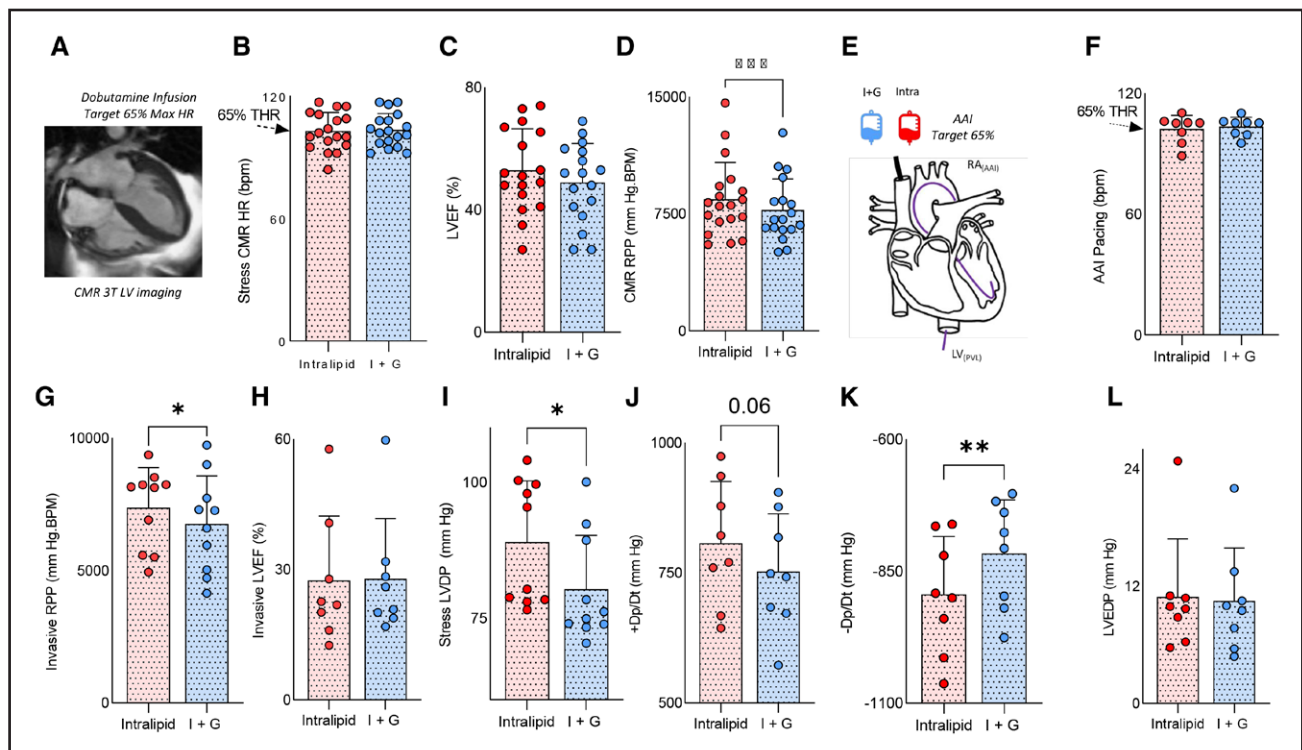 A
Dobutamine Infusion
Target 65% Max HR
CMR 3T LV imaging
B
120
65% THR
60
0
Stress CMR HR (bpm)
Intralipid
I + G
C
80
40
0
LVEF (%)
Intralipid
I + G
D
15000
7500
0
CMR RPP (mm Hg.BPM)
Intralipid
I + G
E
I+G
Intra
AAI
Target 65%
RA(AAI)
LV(PVL)
F
120
65% THR
60
0
AAI Pacing (bpm)
Intralipid
I + G
G
*
10000
5000
0
Invasive RPP (mm Hg.BPM)
Intralipid
I + G
H
60
30
0
Invasive LVEF (%)
Intralipid
I + G
I
*
100
75
Stress LVDP (mm Hg)
Intralipid
I + G
J
0.06
1000
750
500
+Dp/Dt (mm Hg)
Intralipid
I + G
K
**
-600
-850
-1100
-Dp/Dt (mm Hg)
Intralipid
I + G
L
24
12
0
LVEDP (mm Hg)
Intralipid
I + G